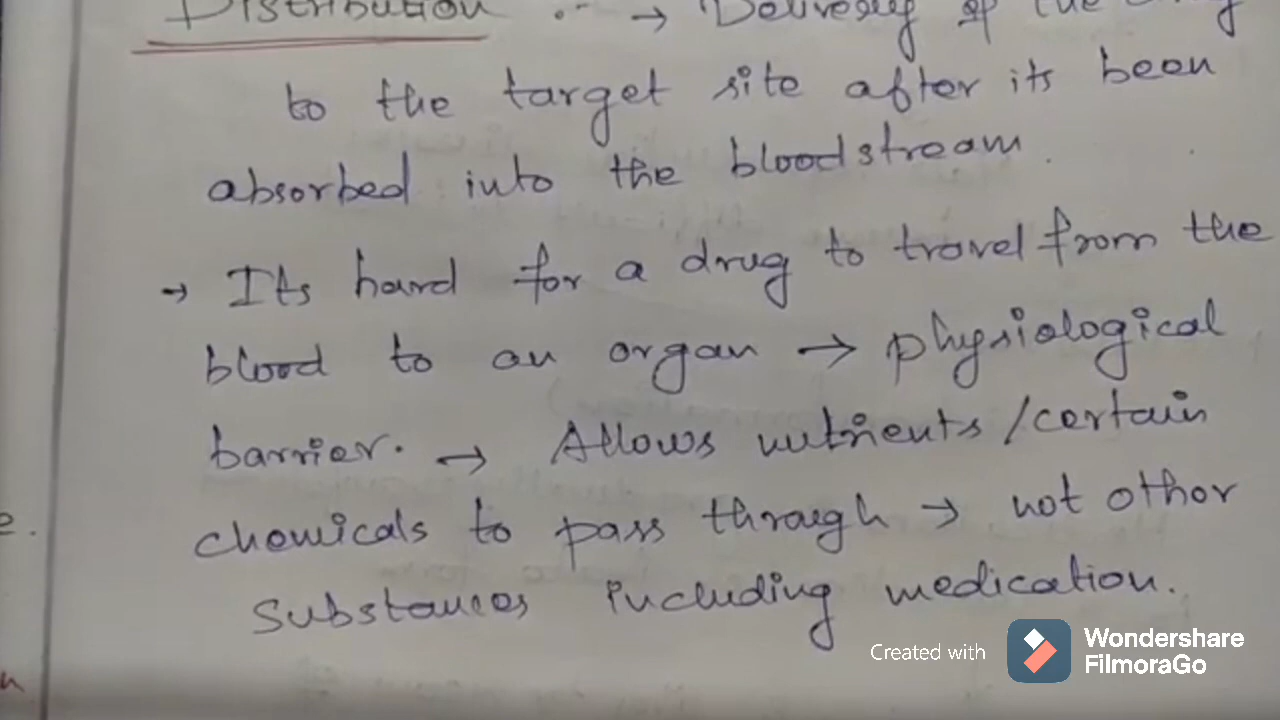 Distribution :- → Delivery of the drug
to the target site after its been
absorbed into the bloodstream.
→ Its hard for a drug to travel from the
blood to an organ → physiological
barrier. → Allows nutrients / certain
chemicals to pass through → not other
substances including medication.
e.
Created with Wondershare FilmoraGo